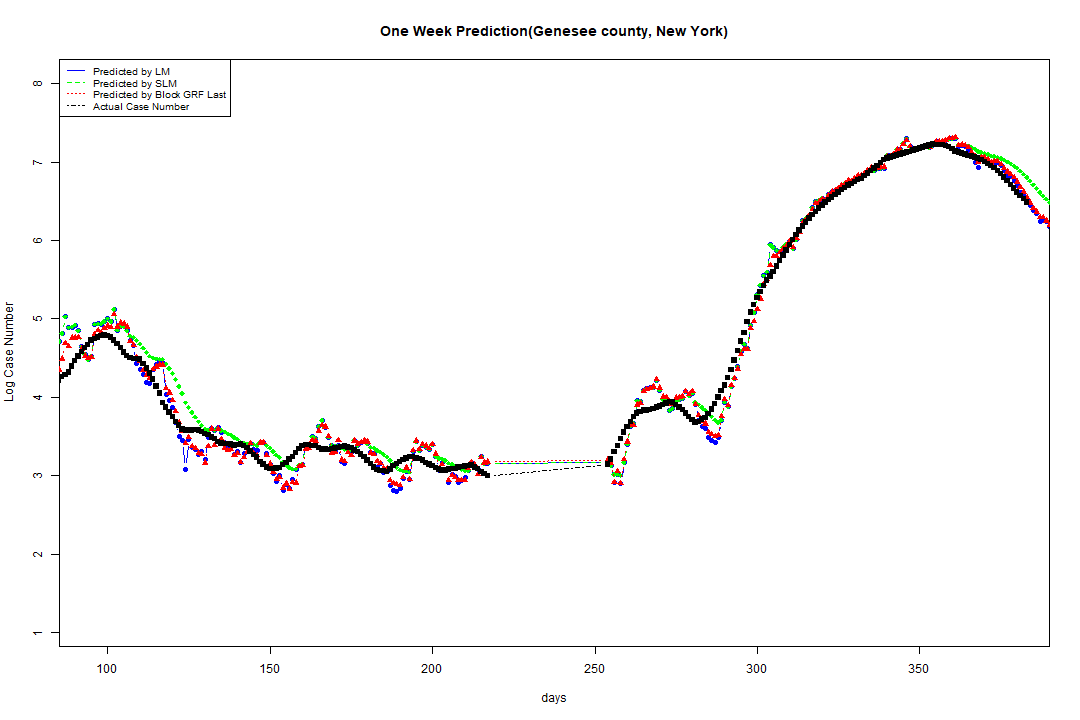 One Week Prediction(Genesee county, New York)
Predicted by LM
Predicted by SLM
Predicted by Block GRF Last
Actual Case Number
Log Case Number
8
7
6
5
4
3
2
1
100 150 200 250 300 350
days